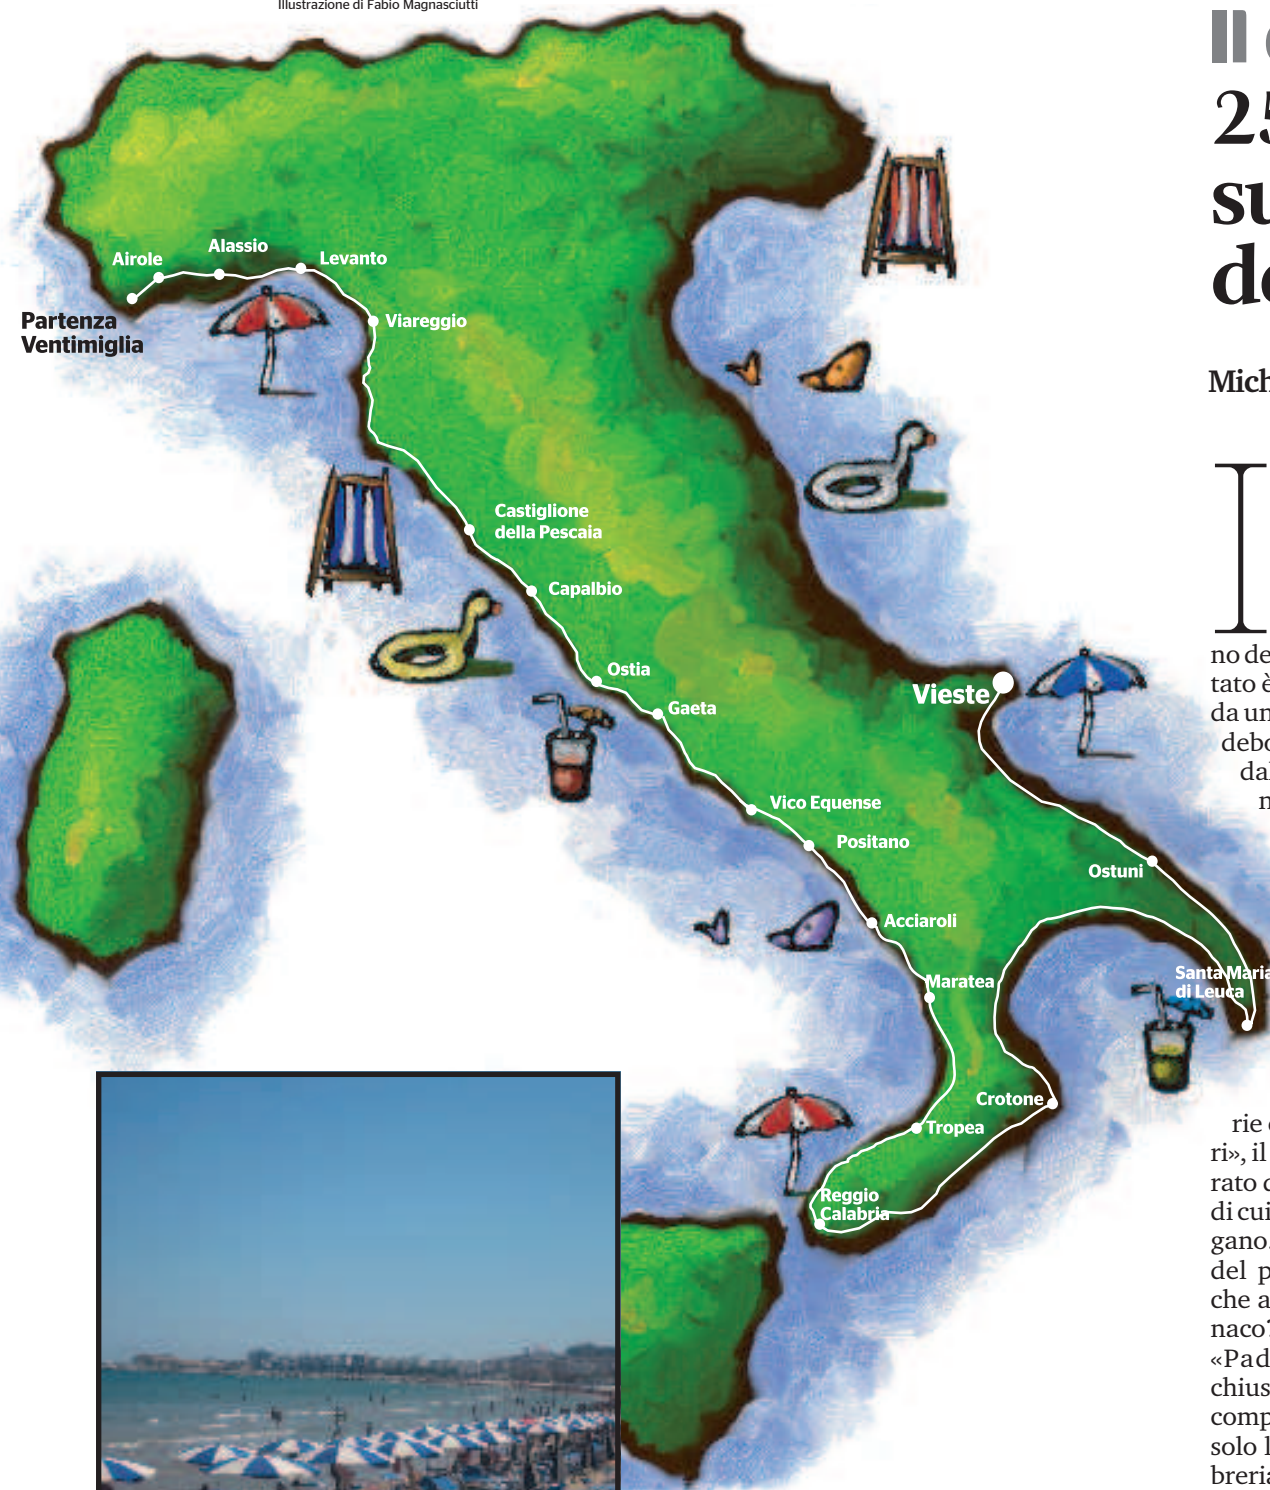 Illustrazione di Fabio Magnasciutti
Airole
Alassio
Levanto
Partenza
Ventimiglia
Viareggio
Castiglione
della Pescaia
Capalbio
Ostia
Gaeta
Vieste
Vico Equense
Positano
Ostuni
Acciaroli
Maratea
Santa Maria
di Leuca
Crotone
Tropea
Reggio
Calabria
Il
25
su
de
Mich
I
no de
tato è
da un
debo
dal
n
rie
ri», il
rato
di cui
gano.
del p
che a
naco?
«Pad
chius
comp
solo l
breria